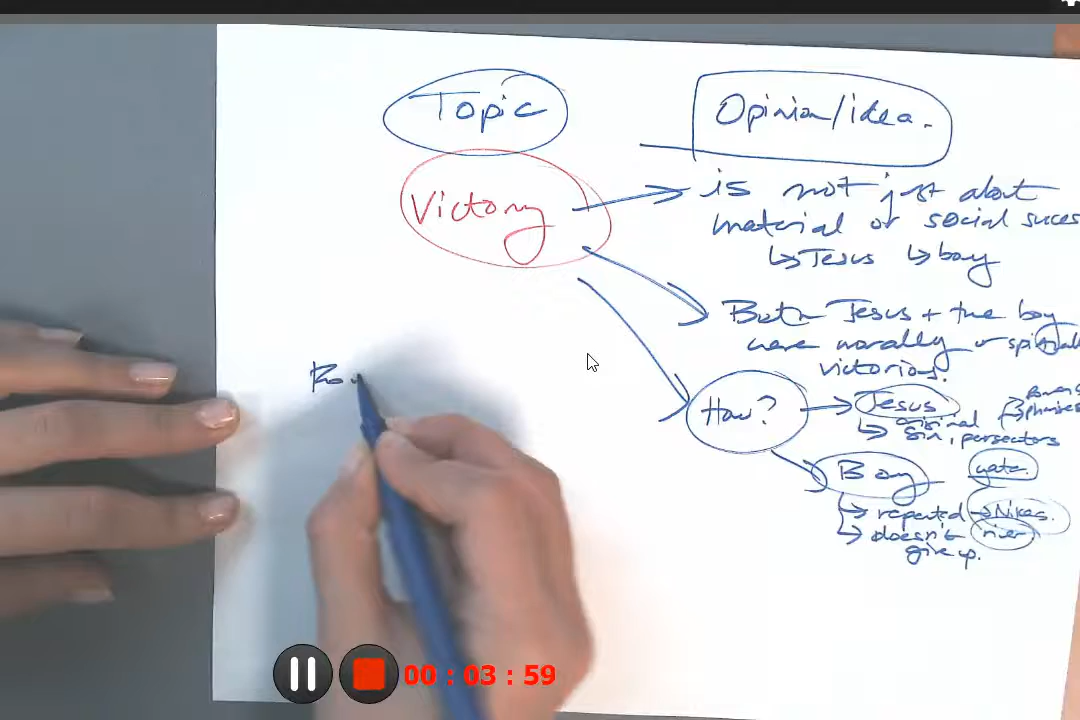 Topic
Opinion/idea.
Victory
is not just about
material or social succes
↳Jesus ↳boy
Both Jesus + the boy
were morally or spiritually
victorious.
How?
Jesus
original
sin, persecutors
Boy
repeated
Nikes.
doesn't
river
give up.
00 : 03 : 59